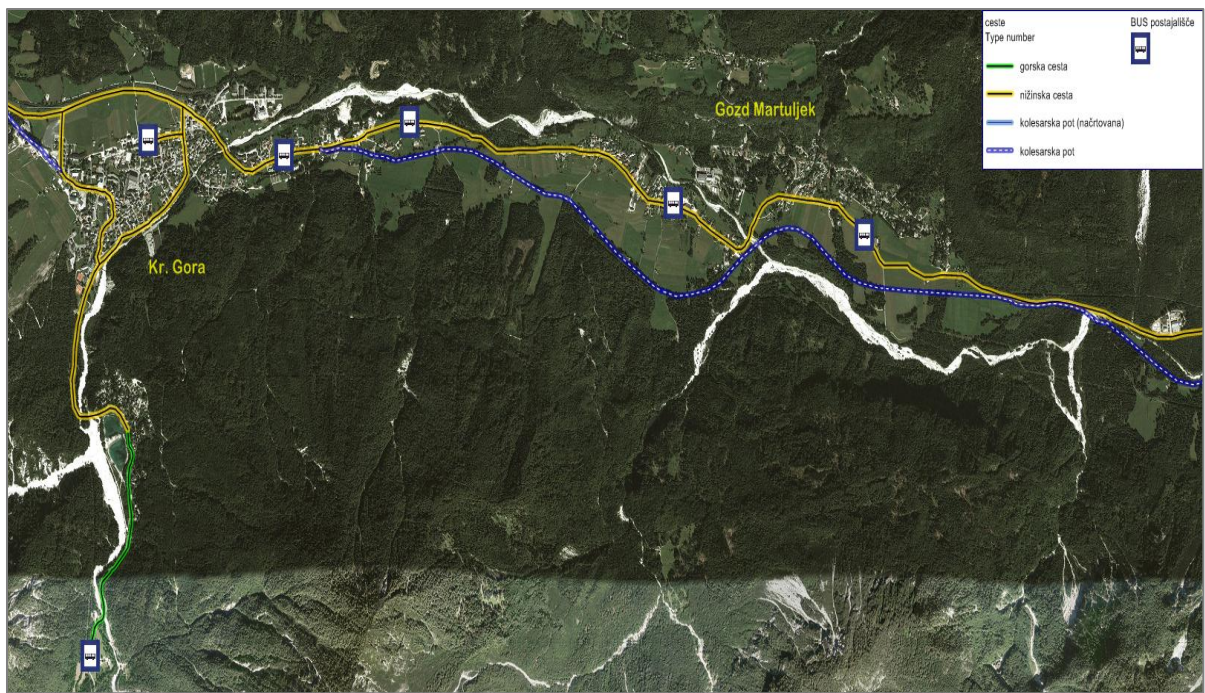 ceste
BUS postajališče
Type number
gorska cesta
nižinska cesta
kolesarska pot (načrtovana)
kolesarska pot
Gozd Martuljek
Kr. Gora